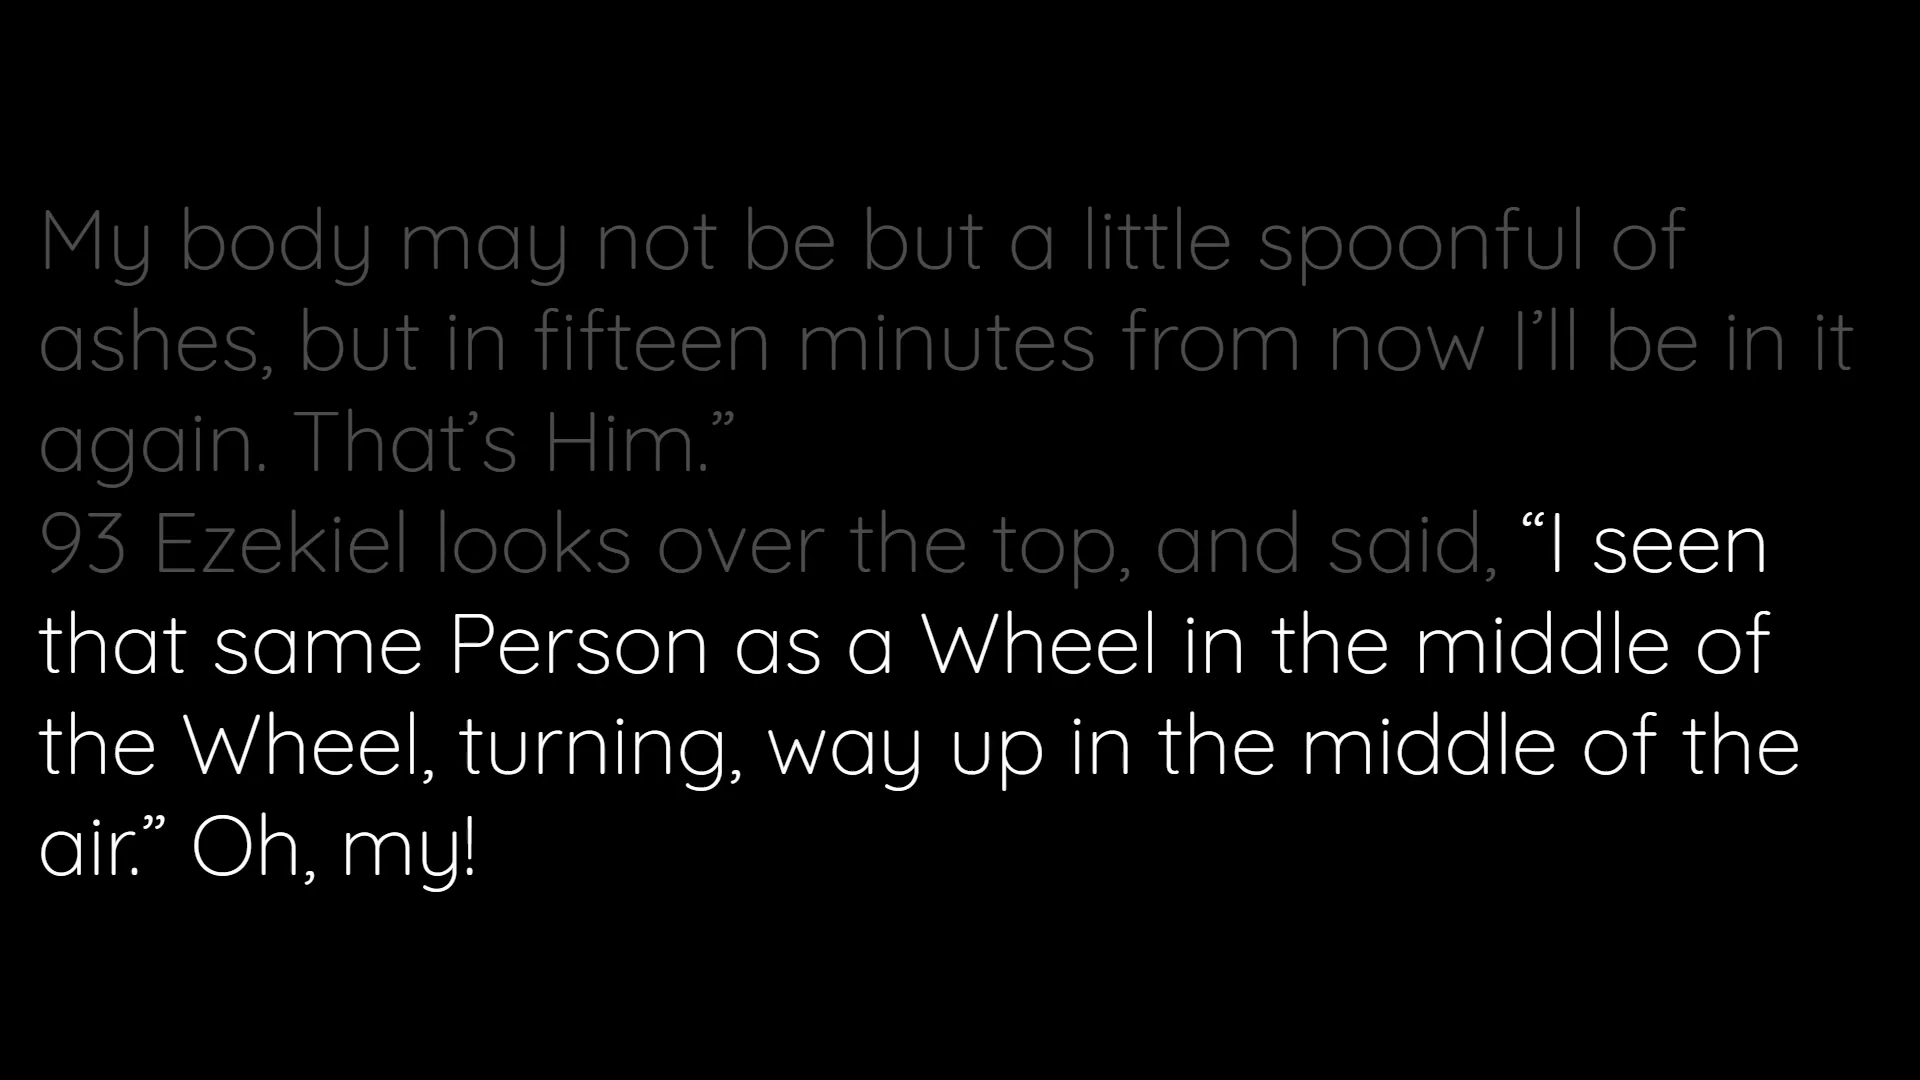 My body may not be but a little spoonful of
ashes, but in fifteen minutes from now I’ll be in it
again. That’s Him.”
93 Ezekiel looks over the top, and said, “I seen
that same Person as a Wheel in the middle of
the Wheel, turning, way up in the middle of the
air.” Oh, my!